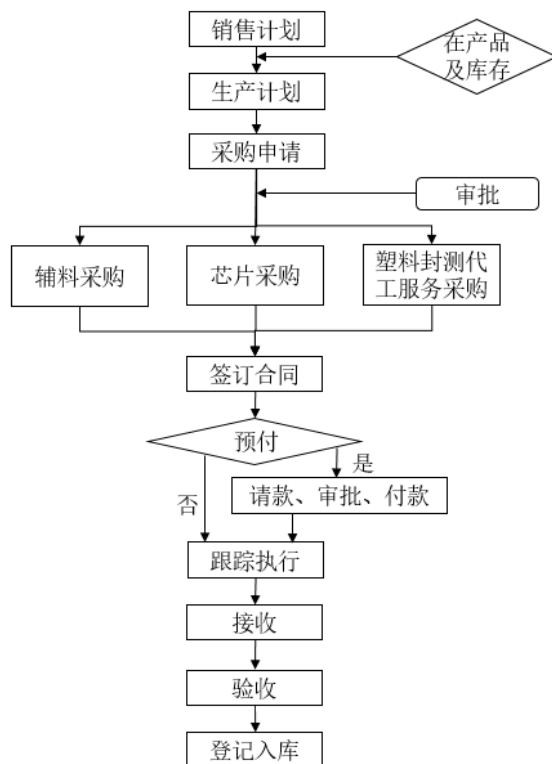 销售计划
在产品
及库存
生产计划
采购申请
审批
辅料采购
芯片采购
塑料封测代
工服务采购
签订合同
预付
是
否
请款、审批、付款
跟踪执行
接收
验收
登记入库